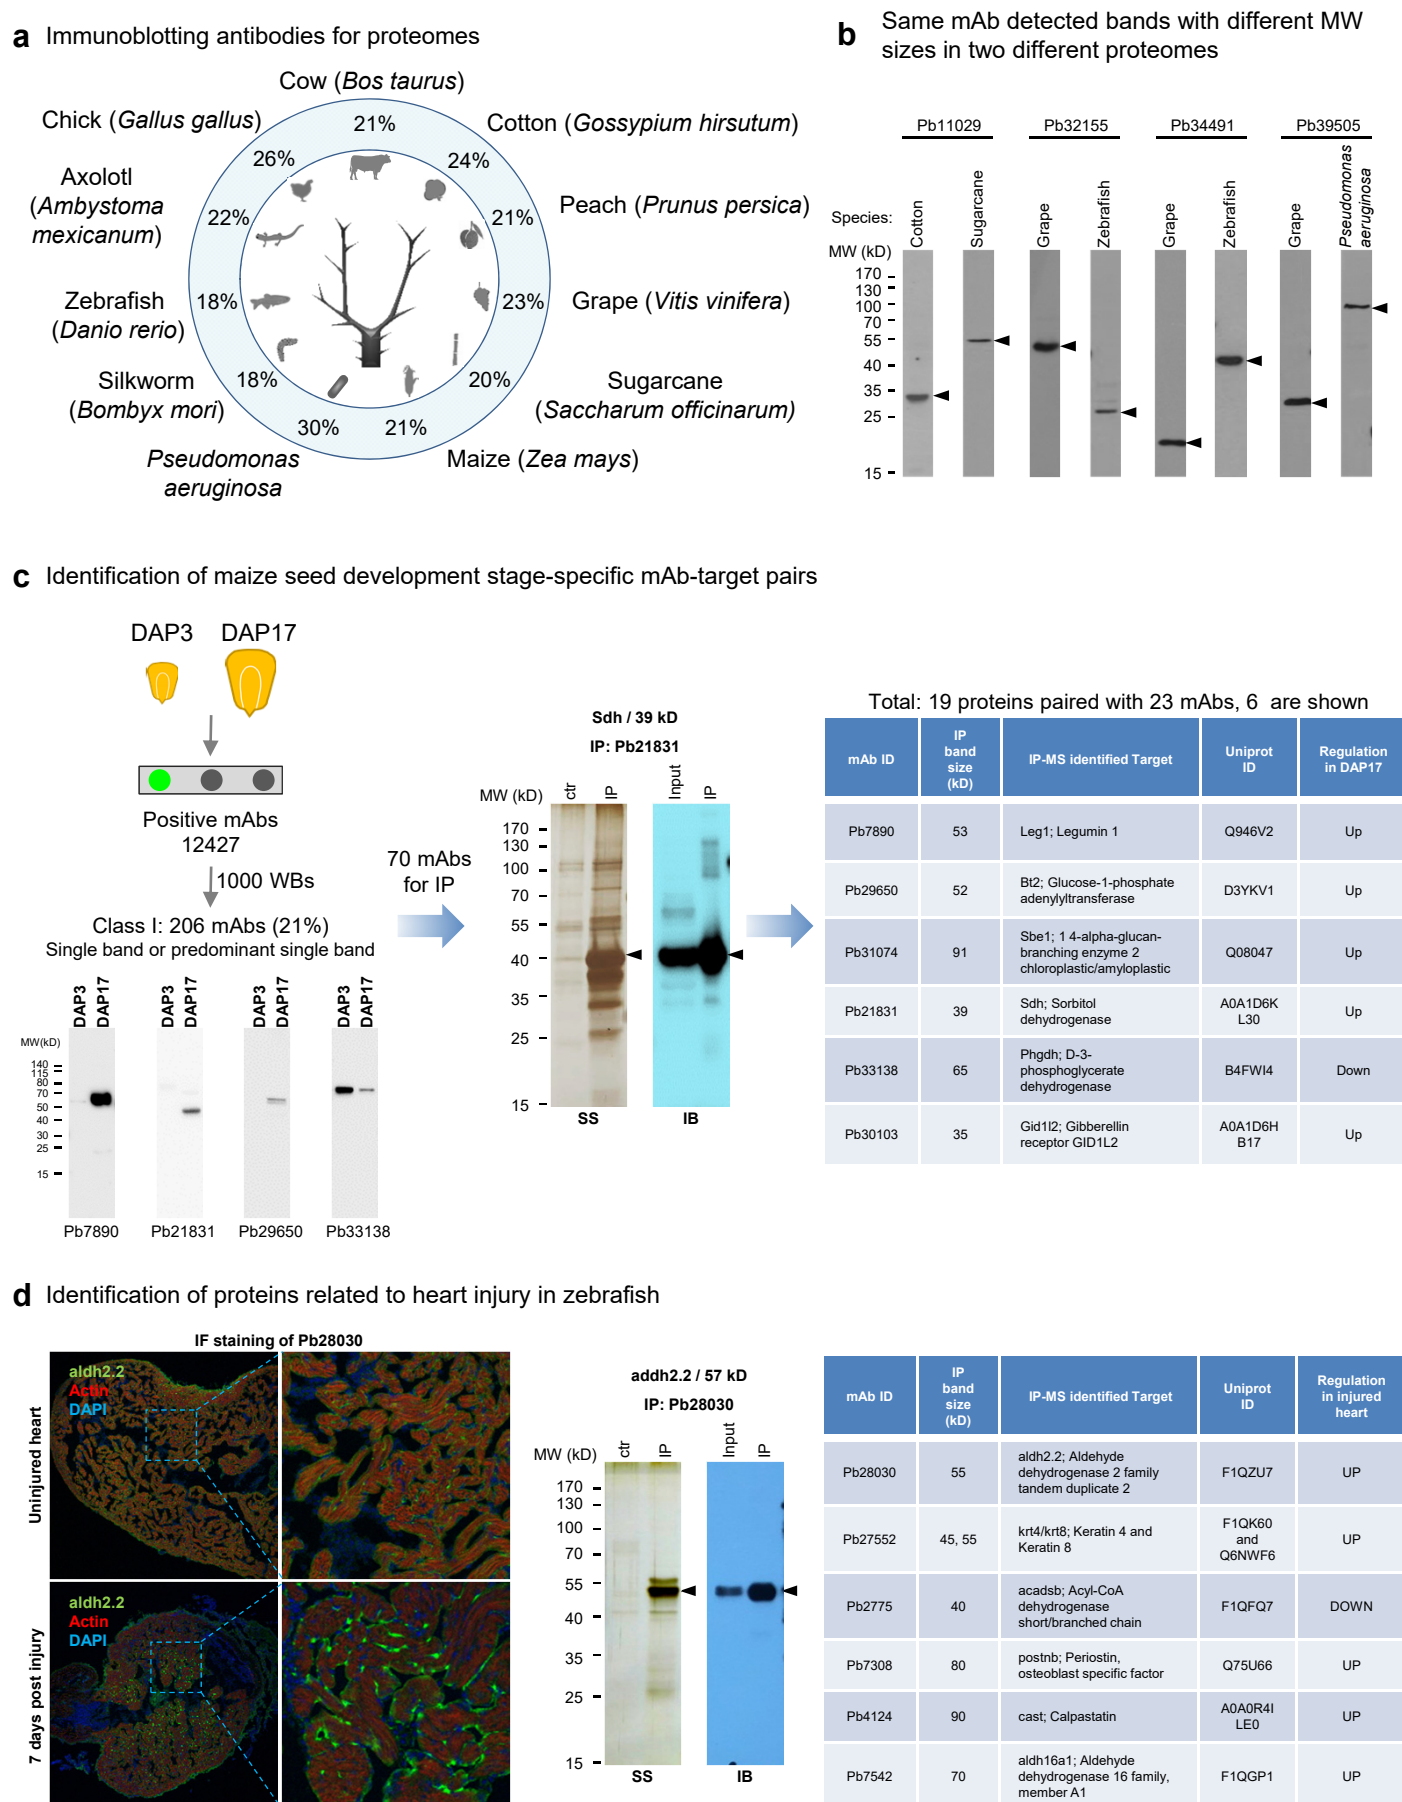 a Immunoblotting antibodies for proteomes
Cow (Bos taurus)
Chick (Gallus gallus)
Cotton (Gossypium hirsutum)
Axolotl
(Ambystoma
mexicanum)
Peach (Prunus persica)
Zebrafish
(Danio rerio)
Grape (Vitis vinifera)
Silkworm
(Bombyx mori)
Sugarcane
(Saccharum officinarum)
Pseudomonas
aeruginosa
Maize (Zea mays)
21%
26%
24%
22%
21%
18%
23%
18%
20%
30%
21%
b Same mAb detected bands with different MW
sizes in two different proteomes
Pb11029 Pb32155 Pb34491 Pb39505
Species:
Cotton
Sugarcane
Grape
Zebrafish
Grape
Zebrafish
Grape
Pseudomonas
aeruginosa
MW (kD)
170
130
100
70
55
40
35
25
15
c Identification of maize seed development stage-specific mAb-target pairs
DAP3 DAP17
Positive mAbs
12427
1000 WBs
Class I: 206 mAbs (21%)
Single band or predominant single band
DAP3 DAP17 DAP3 DAP17 DAP3 DAP17 DAP3 DAP17
MW(kD)
140
115
80
70
50
40
30
25
15
Pb7890 Pb21831 Pb29650 Pb33138
70 mAbs
for IP
Sdh / 39 kD
IP: Pb21831
MW (kD) ctr IP Input IP
170
130
100
70
55
40
35
25
15
SS IB
Total: 19 proteins paired with 23 mAbs, 6 are shown
mAb ID
IP
band
size
(kD)
IP-MS identified Target
Uniprot
ID
Regulation
in DAP17
Pb7890 53 Leg1; Legumin 1 Q946V2 Up
Pb29650 52 Bt2; Glucose-1-phosphate
adenylyltransferase D3YKV1 Up
Pb31074 91 Sbe1; 1 4-alpha-glucan-
branching enzyme 2
chloroplastic/amyloplastic Q08047 Up
Pb21831 39 Sdh; Sorbitol
dehydrogenase A0A1D6K
L30 Up
Pb33138 65 Phgdh; D-3-
phosphoglycerate
dehydrogenase B4FWI4 Down
Pb30103 35 Gid1l2; Gibberellin
receptor GID1L2 A0A1D6H
B17 Up
d Identification of proteins related to heart injury in zebrafish
IF staining of Pb28030
Uninjured heart
aldh2.2
Actin
DAPI
7 days post injury
aldh2.2
Actin
DAPI
addh2.2 / 57 kD
IP: Pb28030
MW (kD) ctr IP Input IP
170
130
100
70
55
40
35
25
15
SS IB
mAb ID
IP
band
size
(kD)
IP-MS identified Target
Uniprot
ID
Regulation
in injured
heart
Pb28030 55 aldh2.2; Aldehyde
dehydrogenase 2 family
tandem duplicate 2 F1QZU7 UP
Pb27552 45, 55 krt4/krt8; Keratin 4 and
Keratin 8 F1QK60
and
Q6NWF6 UP
Pb2775 40 acadsb; Acyl-CoA
dehydrogenase
short/branched chain F1QFQ7 DOWN
Pb7308 80 postnb; Periostin,
osteoblast specific factor Q75U66 UP
Pb4124 90 cast; Calpastatin A0A0R4I
LE0 UP
Pb7542 70 aldh16a1; Aldehyde
dehydrogenase 16 family,
member A1 F1QGP1 UP